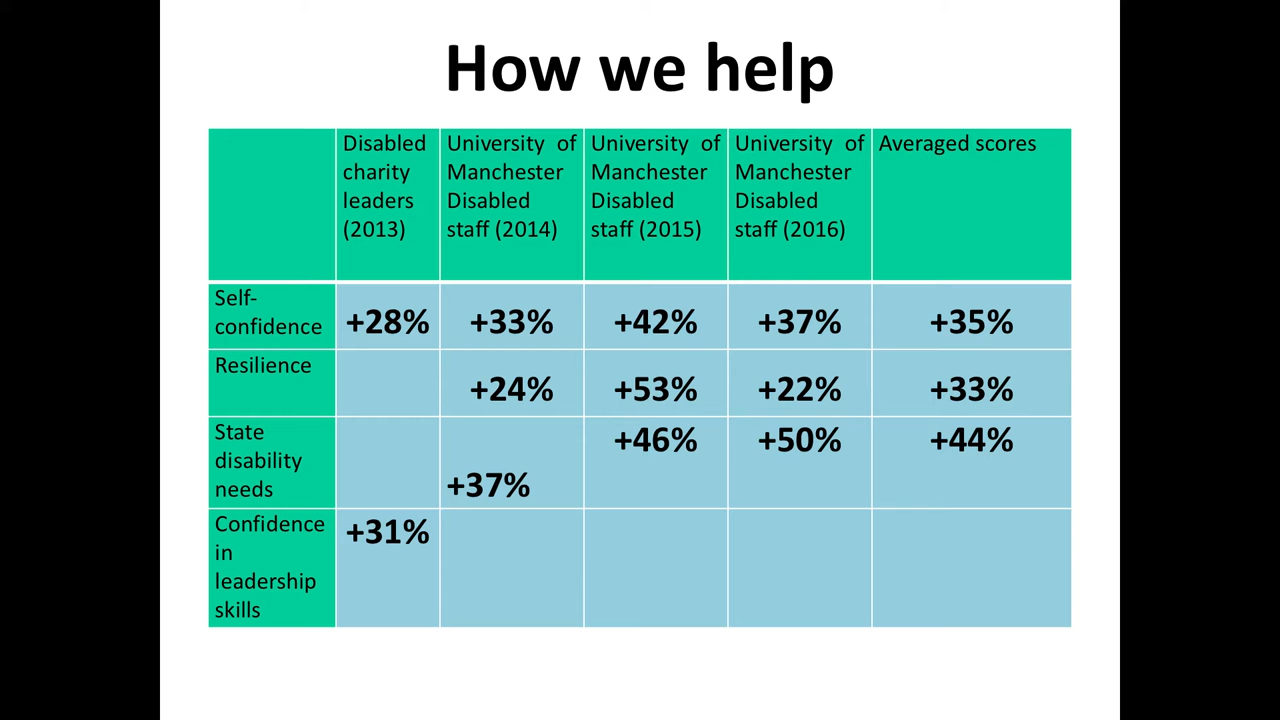 How we help
Disabled
charity
leaders
(2013)
University of
Manchester
Disabled
staff (2014)
University of
Manchester
Disabled
staff (2015)
University of
Manchester
Disabled
staff (2016)
Averaged scores
Self-
confidence
+28%
+33%
+42%
+37%
+35%
Resilience
+24%
+53%
+22%
+33%
State
disability
needs
+37%
+46%
+50%
+44%
Confidence
in
leadership
skills
+31%